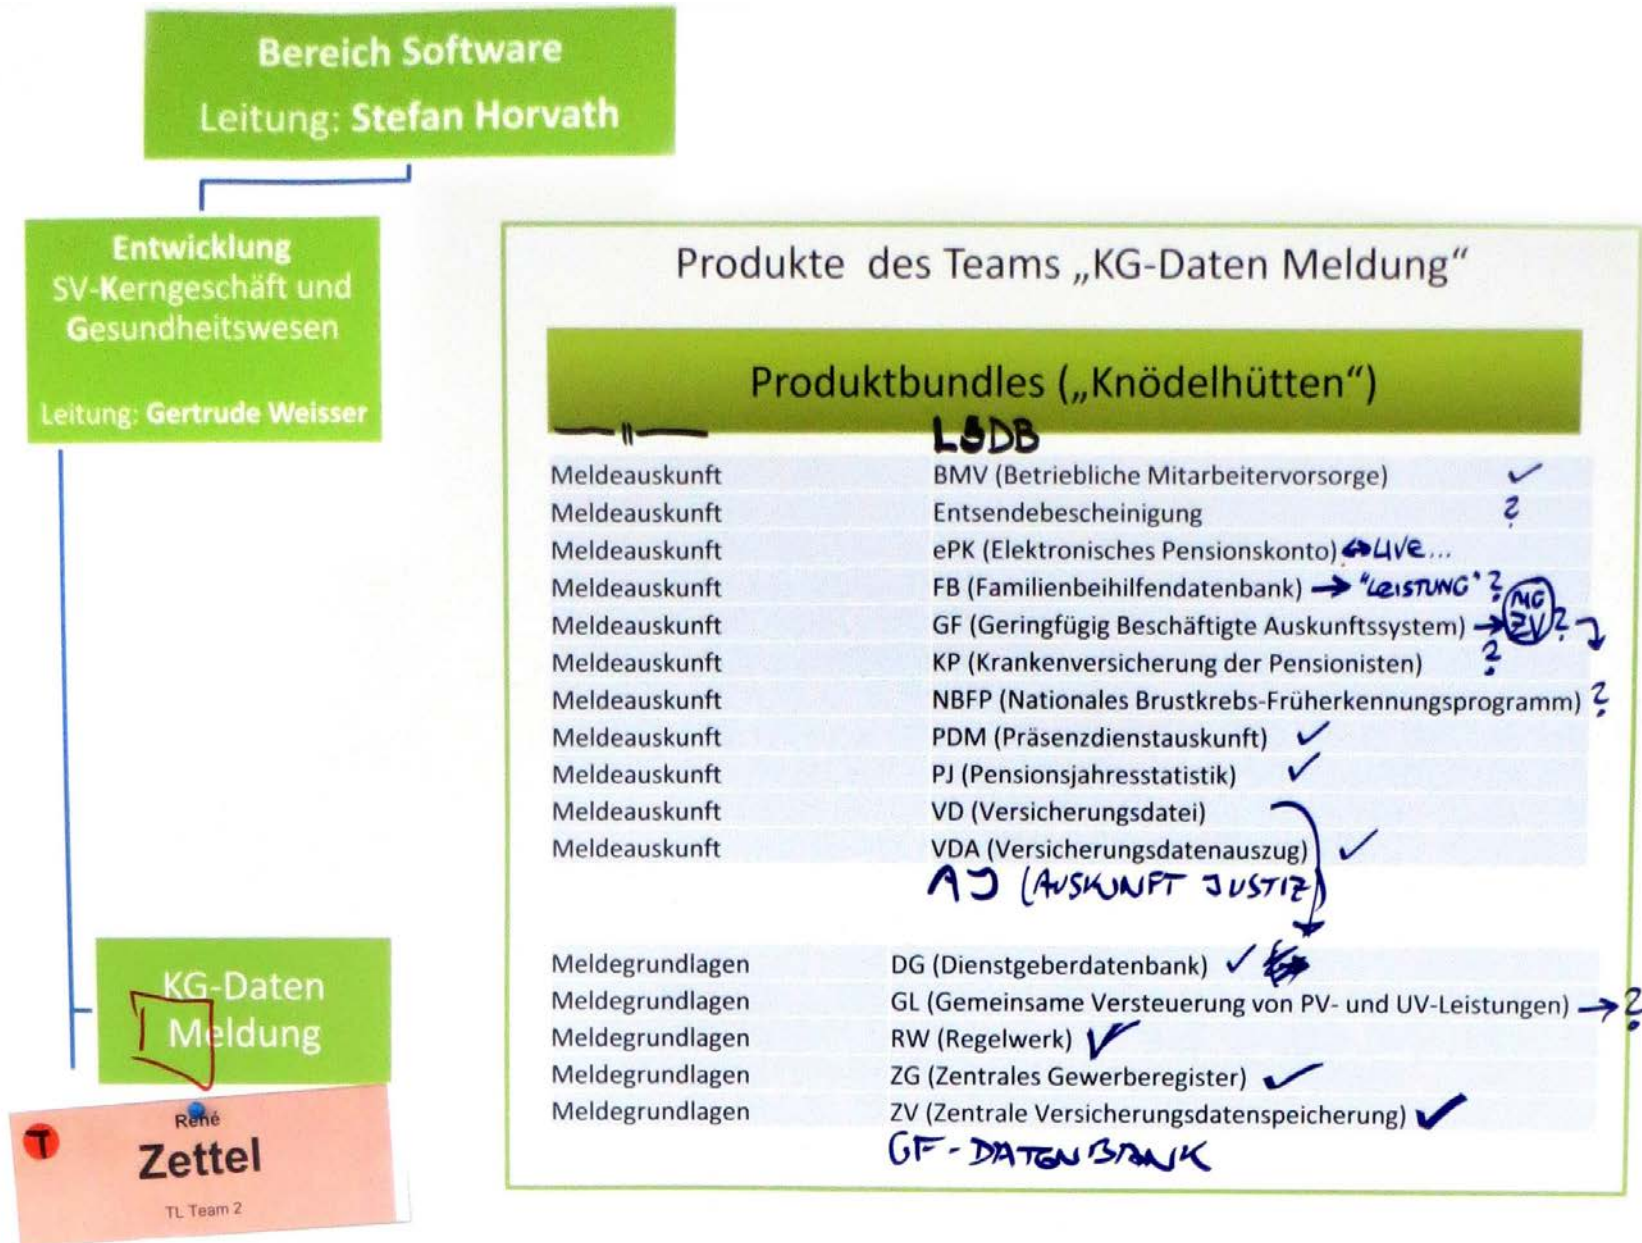 Bereich Software
Leitung: Stefan Horvath
Entwicklung
SV-Kerngeschäft und
Gesundheitswesen
Leitung: Gertrude Weisser
KG-Daten
Meldung
T
René
Zettel
TL Team 2
Produkte des Teams „KG-Daten Meldung“
Produktbundles („Knödelhütten“)
— " — LSDB
Meldeauskunft BMV (Betriebliche Mitarbeitervorsorge) ✓
Meldeauskunft Entsendebescheinigung ?
Meldeauskunft ePK (Elektronisches Pensionskonto) ↔ LIVE...
Meldeauskunft FB (Familienbeihilfendatenbank) → "LEISTUNG" ?
Meldeauskunft GF (Geringfügig Beschäftigte Auskunftssystem) → MG ZV ?
Meldeauskunft KP (Krankenversicherung der Pensionisten) ?
Meldeauskunft NBFP (Nationales Brustkrebs-Früherkennungsprogramm) ?
Meldeauskunft PDM (Präsenzdienstauskunft) ✓
Meldeauskunft PJ (Pensionsjahresstatistik) ✓
Meldeauskunft VD (Versicherungsdatei)
Meldeauskunft VDA (Versicherungsdatenauszug) ✓
AJ (AUSKUNFT JUSTIZ)
Meldegrundlagen DG (Dienstgeberdatenbank) ✓
Meldegrundlagen GL (Gemeinsame Versteuerung von PV- und UV-Leistungen) → ?
Meldegrundlagen RW (Regelwerk) ✓
Meldegrundlagen ZG (Zentrales Gewerberegister) ✓
Meldegrundlagen ZV (Zentrale Versicherungsdatenspeicherung) ✓
GF-DATENBANK